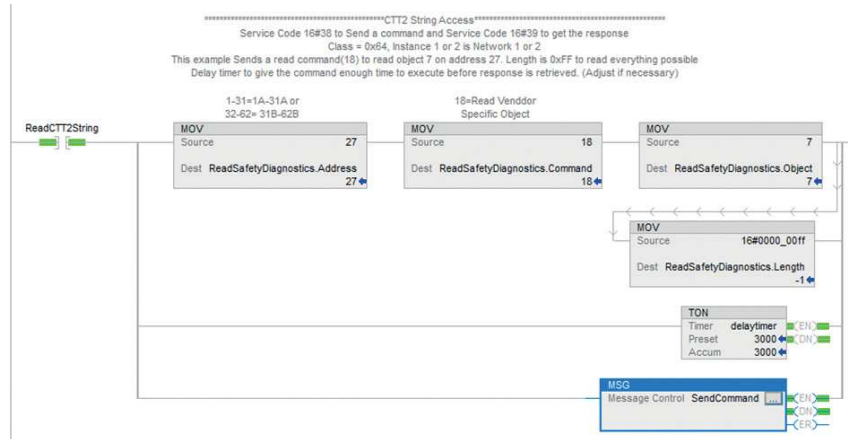 **********************************************CTT2 String Access**************************************************
Service Code 16#38 to Send a command and Service Code 16#39 to get the response
Class = 0x64, Instance 1 or 2 is Network 1 or 2
This example Sends a read command(18) to read object 7 on address 27. Length is 0xFF to read everything possible
Delay timer to give the command enough time to execute before response is retrieved. (Adjust if necessary)
ReadCTT2String
1-31=1A-31A or
32-62= 31B-62B
MOV
Source 27
Dest ReadSafetyDiagnostics.Address
27
18=Read Venddor
Specific Object
MOV
Source 18
Dest ReadSafetyDiagnostics.Command
18
MOV
Source 7
Dest ReadSafetyDiagnostics.Object
7
MOV
Source 16#0000_00ff
Dest ReadSafetyDiagnostics.Length
-1
TON
Timer delaytimer EN
Preset 3000 DN
Accum 3000
MSG
Message Control SendCommand ... EN
DN
ER